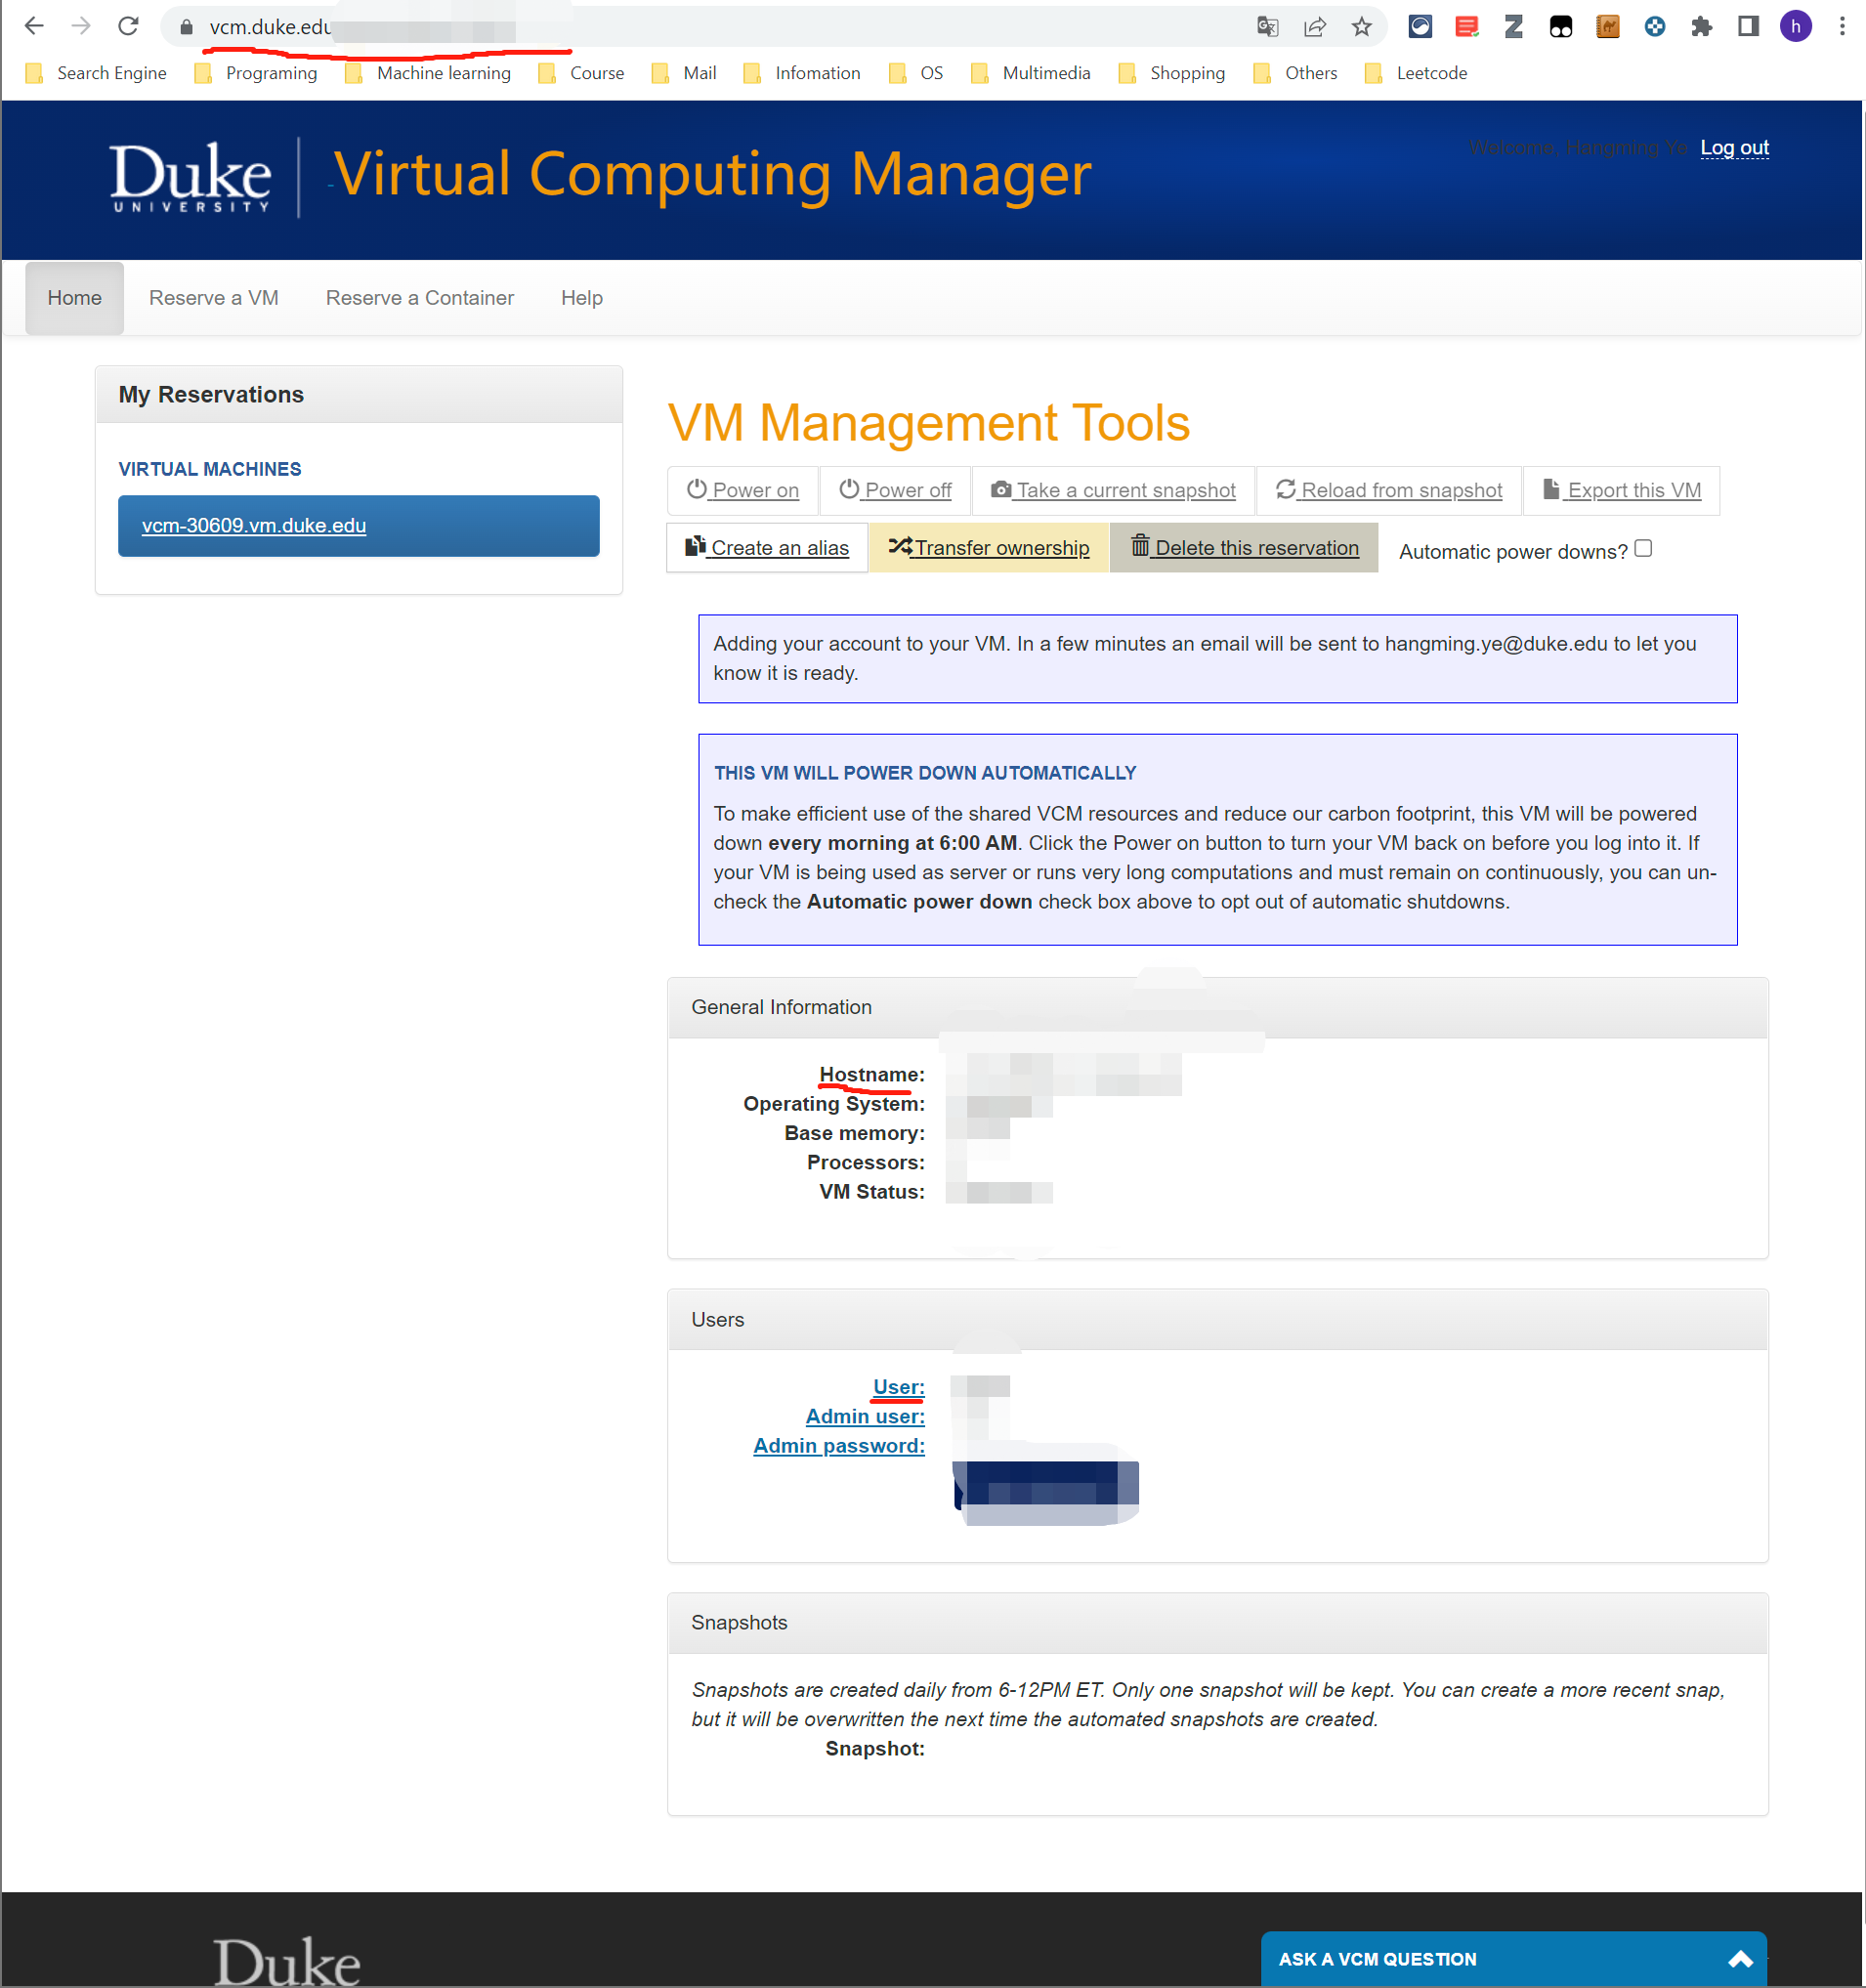 vcm.duke.edu
h
Search Engine Programing Machine learning Course Mail Infomation OS Multimedia Shopping Others Leetcode
Duke
UNIVERSITY
Virtual Computing Manager
Welcome, Hangming Ye Log out
Home Reserve a VM Reserve a Container Help
My Reservations
VIRTUAL MACHINES
vcm-30609.vm.duke.edu
VM Management Tools
Power on Power off Take a current snapshot Reload from snapshot Export this VM
Create an alias Transfer ownership Delete this reservation Automatic power downs?
Adding your account to your VM. In a few minutes an email will be sent to hangming.ye@duke.edu to let you
know it is ready.
THIS VM WILL POWER DOWN AUTOMATICALLY
To make efficient use of the shared VCM resources and reduce our carbon footprint, this VM will be powered
down every morning at 6:00 AM. Click the Power on button to turn your VM back on before you log into it. If
your VM is being used as server or runs very long computations and must remain on continuously, you can un-
check the Automatic power down check box above to opt out of automatic shutdowns.
General Information
Hostname:
Operating System:
Base memory:
Processors:
VM Status:
Users
User:
Admin user:
Admin password:
Snapshots
Snapshots are created daily from 6-12PM ET. Only one snapshot will be kept. You can create a more recent snap,
but it will be overwritten the next time the automated snapshots are created.
Snapshot:
Duke
ASK A VCM QUESTION